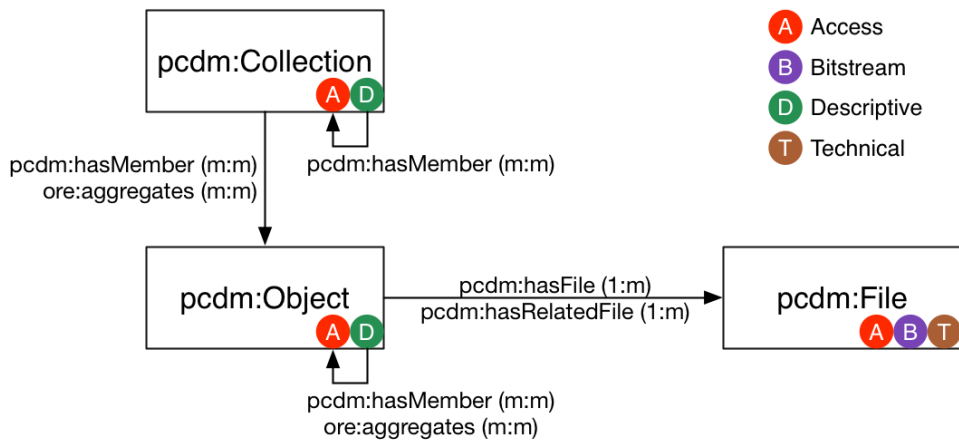 pcdm:Collection
A D
pcdm:hasMember (m:m)
pcdm:hasMember (m:m)
ore:aggregates (m:m)
A Access
B Bitstream
D Descriptive
T Technical
pcdm:Object
A D
pcdm:hasFile (1:m)
pcdm:hasRelatedFile (1:m)
pcdm:File
A B T
pcdm:hasMember (m:m)
ore:aggregates (m:m)